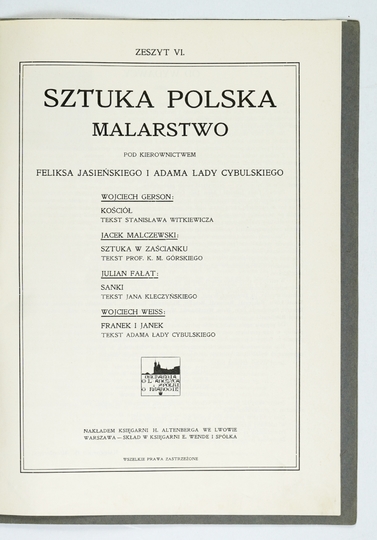 ZESZYT VI.
SZTUKA POLSKA
MALARSTWO
POD KIEROWNICTWEM
FELIKSA JASIEŃSKIEGO I ADAMA ŁADY CYBULSKIEGO
WOJCIECH GERSON:
KOŚCIÓŁ
TEKST STANISŁAWA WITKIEWICZA
JACEK MALCZEWSKI:
SZTUKA W ZAŚCIANKU
TEKST PROF. K. M. GÓRSKIEGO
JULIAN FAŁAT:
SANKI
TEKST JANA KLECZYŃSKIEGO
WOJCIECH WEISS:
FRANEK I JANEK
TEKST ADAMA ŁADY CYBULSKIEGO
NAKŁADEM KSIĘGARNI H. ALTENBERGA WE LWOWIE
WARSZAWA – SKŁAD W KSIĘGARNI E. WENDE I SPÓŁKA
WSZELKIE PRAWA ZASTRZEŻONE